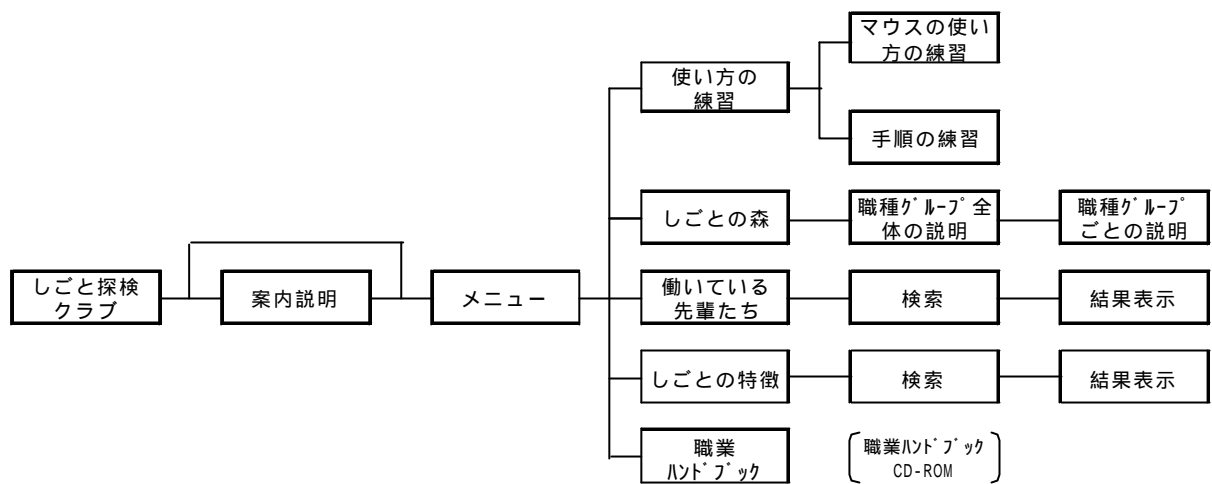 マウスの使い
方の練習
使い方の
練習
手順の練習
しごとの森
職種ｸﾞﾙｰﾌﾟ全
体の説明
職種ｸﾞﾙｰﾌﾟ
ごとの説明
しごと探検
クラブ
案内説明
メニュー
働いている
先輩たち
検索
結果表示
しごとの特徴
検索
結果表示
職業
ﾊﾝﾄﾞﾌﾞｯｸ
職業ﾊﾝﾄﾞﾌﾞｯｸ
CD-ROM